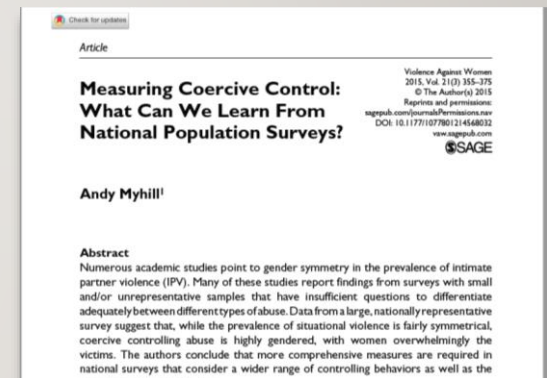 Check for updates
Article
Measuring Coercive Control:
What Can We Learn From
National Population Surveys?
Violence Against Women
2015, Vol. 21(3) 355–375
© The Author(s) 2015
Reprints and permissions:
sagepub.com/journalsPermissions.nav
DOI: 10.1177/1077801214568032
vaw.sagepub.com
SAGE
Andy Myhill¹
Abstract
Numerous academic studies point to gender symmetry in the prevalence of intimate
partner violence (IPV). Many of these studies report findings from surveys with small
and/or unrepresentative samples that have insufficient questions to differentiate
adequately between different types of abuse. Data from a large, nationally representative
survey suggest that, while the prevalence of situational violence is fairly symmetrical,
coercive controlling abuse is highly gendered, with women overwhelmingly the
victims. The authors conclude that more comprehensive measures are required in
national surveys that consider a wider range of controlling behaviors as well as the